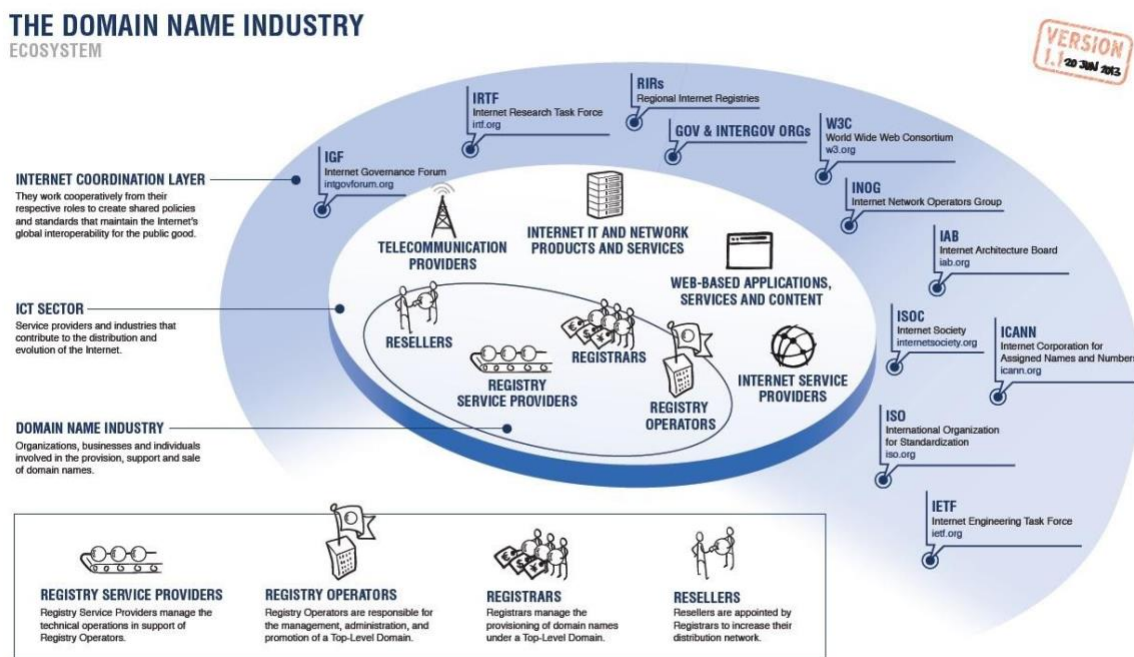 THE DOMAIN NAME INDUSTRY
ECOSYSTEM
VERSION
1.1 20 JUN 2013
IRTF
Internet Research Task Force
irtf.org
RIRs
Regional Internet Registries
GOV & INTERGOV ORGs
W3C
World Wide Web Consortium
w3.org
IGF
Internet Governance Forum
intgovforum.org
INOG
Internet Network Operators Group
IAB
Internet Architecture Board
iab.org
ISOC
Internet Society
internetsociety.org
ICANN
Internet Corporation for
Assigned Names and Numbers
icann.org
ISO
International Organization
for Standardization
iso.org
IETF
Internet Engineering Task Force
ietf.org
INTERNET COORDINATION LAYER
They work cooperatively from their
respective roles to create shared policies
and standards that maintain the Internet's
global interoperability for the public good.
ICT SECTOR
Service providers and industries that
contribute to the distribution and
evolution of the Internet.
DOMAIN NAME INDUSTRY
Organizations, businesses and individuals
involved in the provision, support and sale
of domain names.
TELECOMMUNICATION
PROVIDERS
INTERNET IT AND NETWORK
PRODUCTS AND SERVICES
WEB-BASED APPLICATIONS,
SERVICES AND CONTENT
RESELLERS
REGISTRARS
REGISTRY
SERVICE PROVIDERS
REGISTRY
OPERATORS
INTERNET SERVICE
PROVIDERS
REGISTRY SERVICE PROVIDERS
Registry Service Providers manage the
technical operations in support of
Registry Operators.
REGISTRY OPERATORS
Registry Operators are responsible for
the management, administration, and
promotion of a Top-Level Domain.
REGISTRARS
Registrars manage the
provisioning of domain names
under a Top-Level Domain.
RESELLERS
Resellers are appointed by
Registrars to increase their
distribution network.